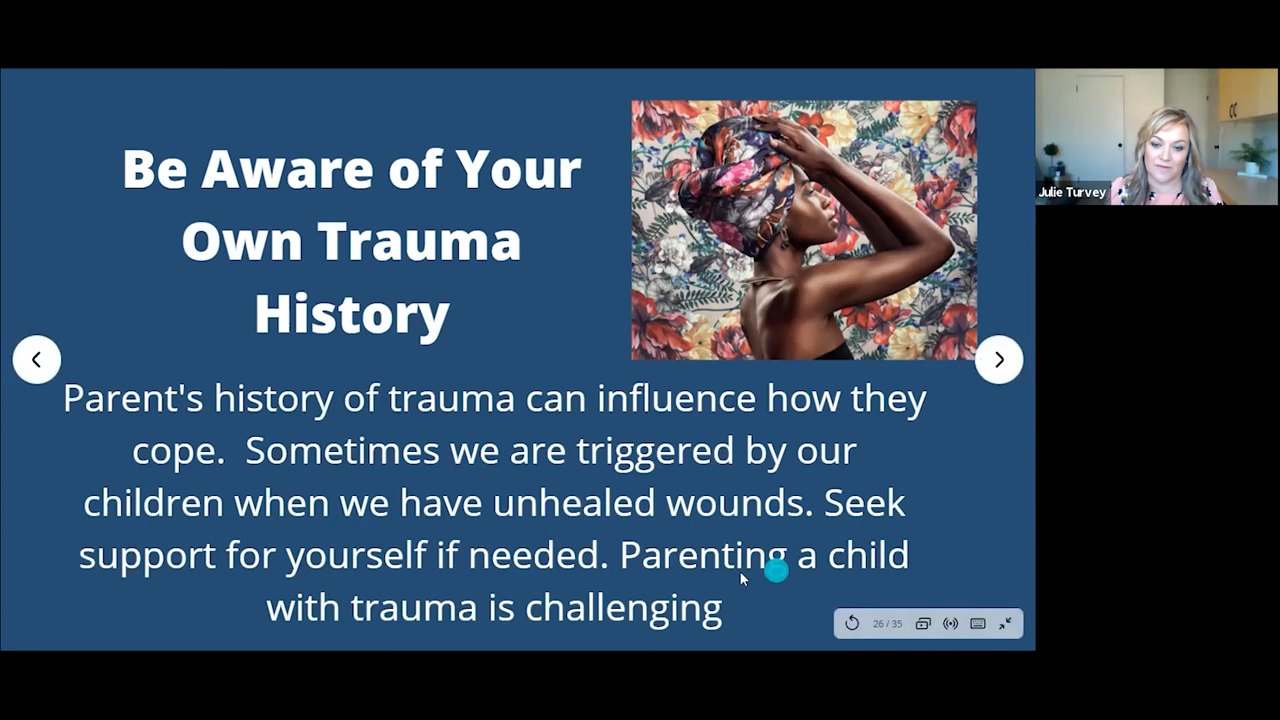 Be Aware of Your
Own Trauma
History
Parent's history of trauma can influence how they
cope.  Sometimes we are triggered by our
children when we have unhealed wounds. Seek
support for yourself if needed. Parenting a child
with trauma is challenging
26 / 35
Julie Turvey